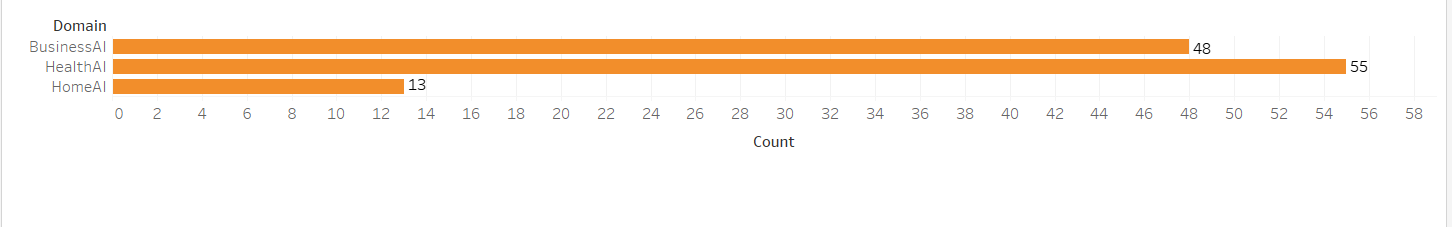 Domain
BusinessAI 48
HealthAI 55
HomeAI 13
0 2 4 6 8 10 12 14 16 18 20 22 24 26 28 30 32 34 36 38 40 42 44 46 48 50 52 54 56 58
Count